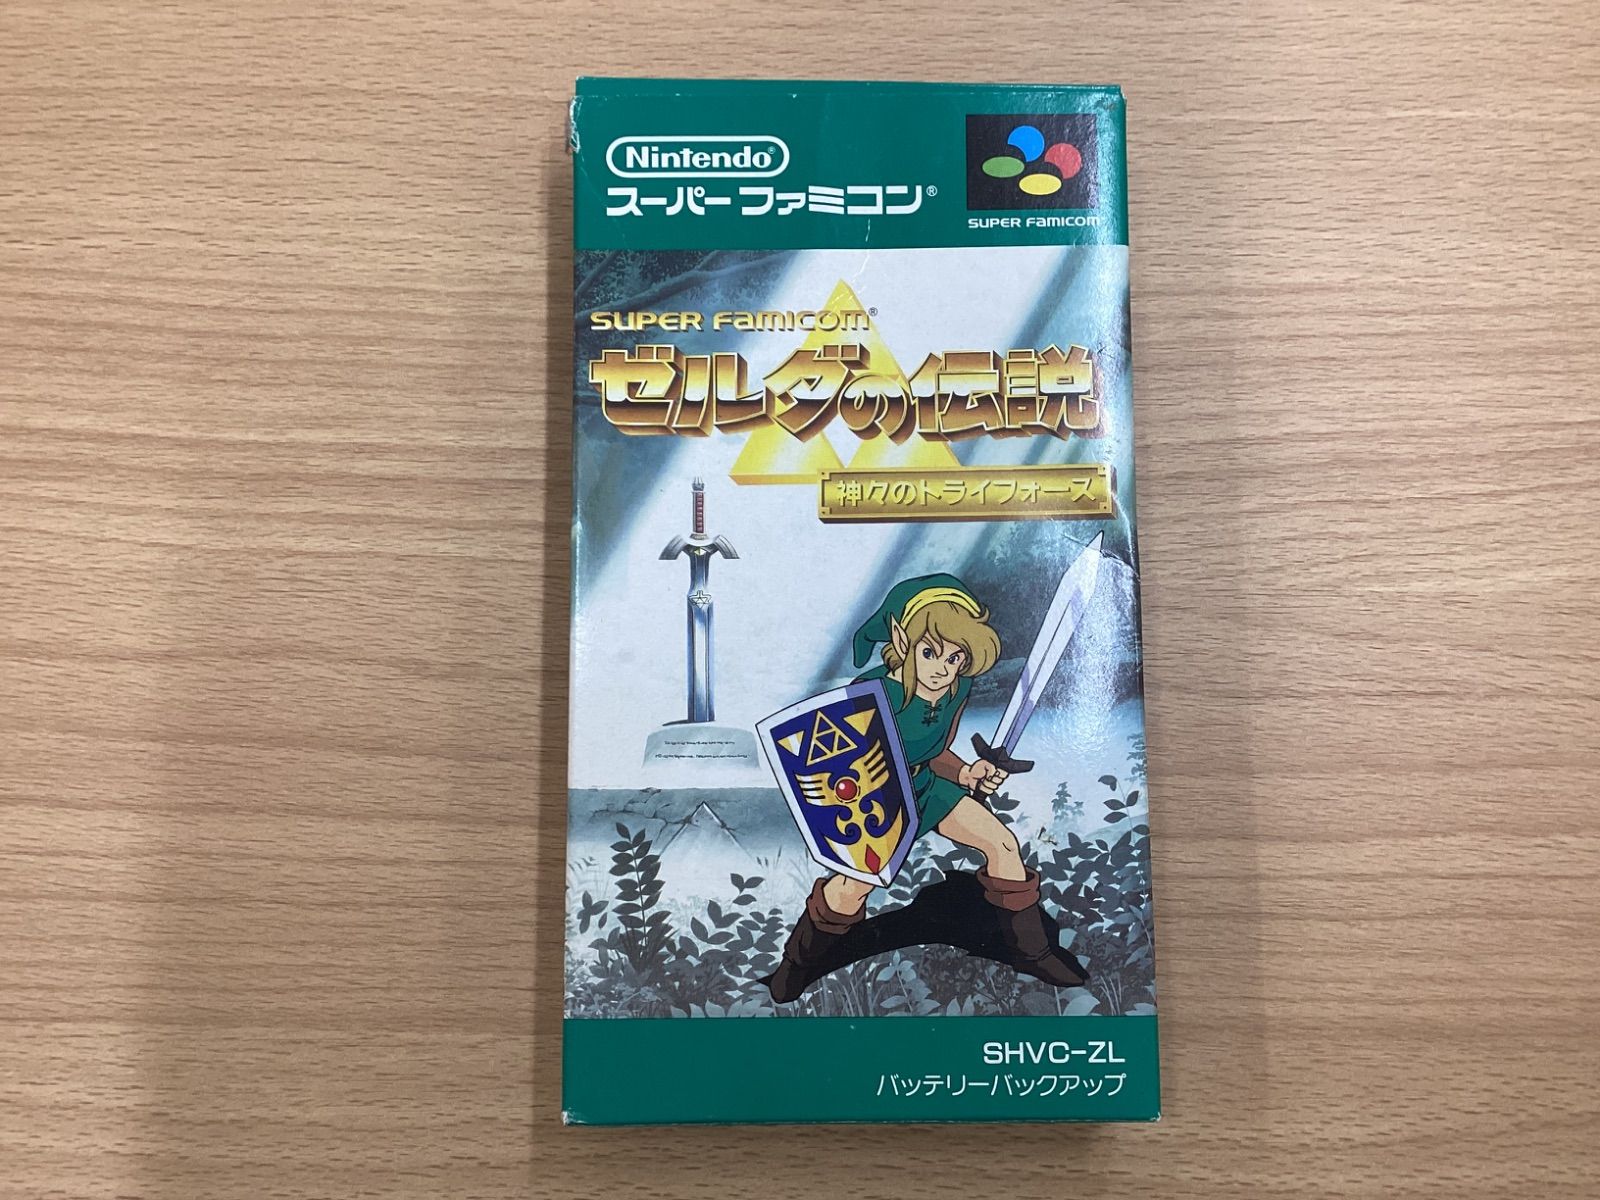 Nintendo®
スーパーファミコン®
SUPER FAMICOM
SUPER FAMICOM®
ゼルダの伝説
神々のトライフォース
SHVC-ZL
バッテリーバックアップ